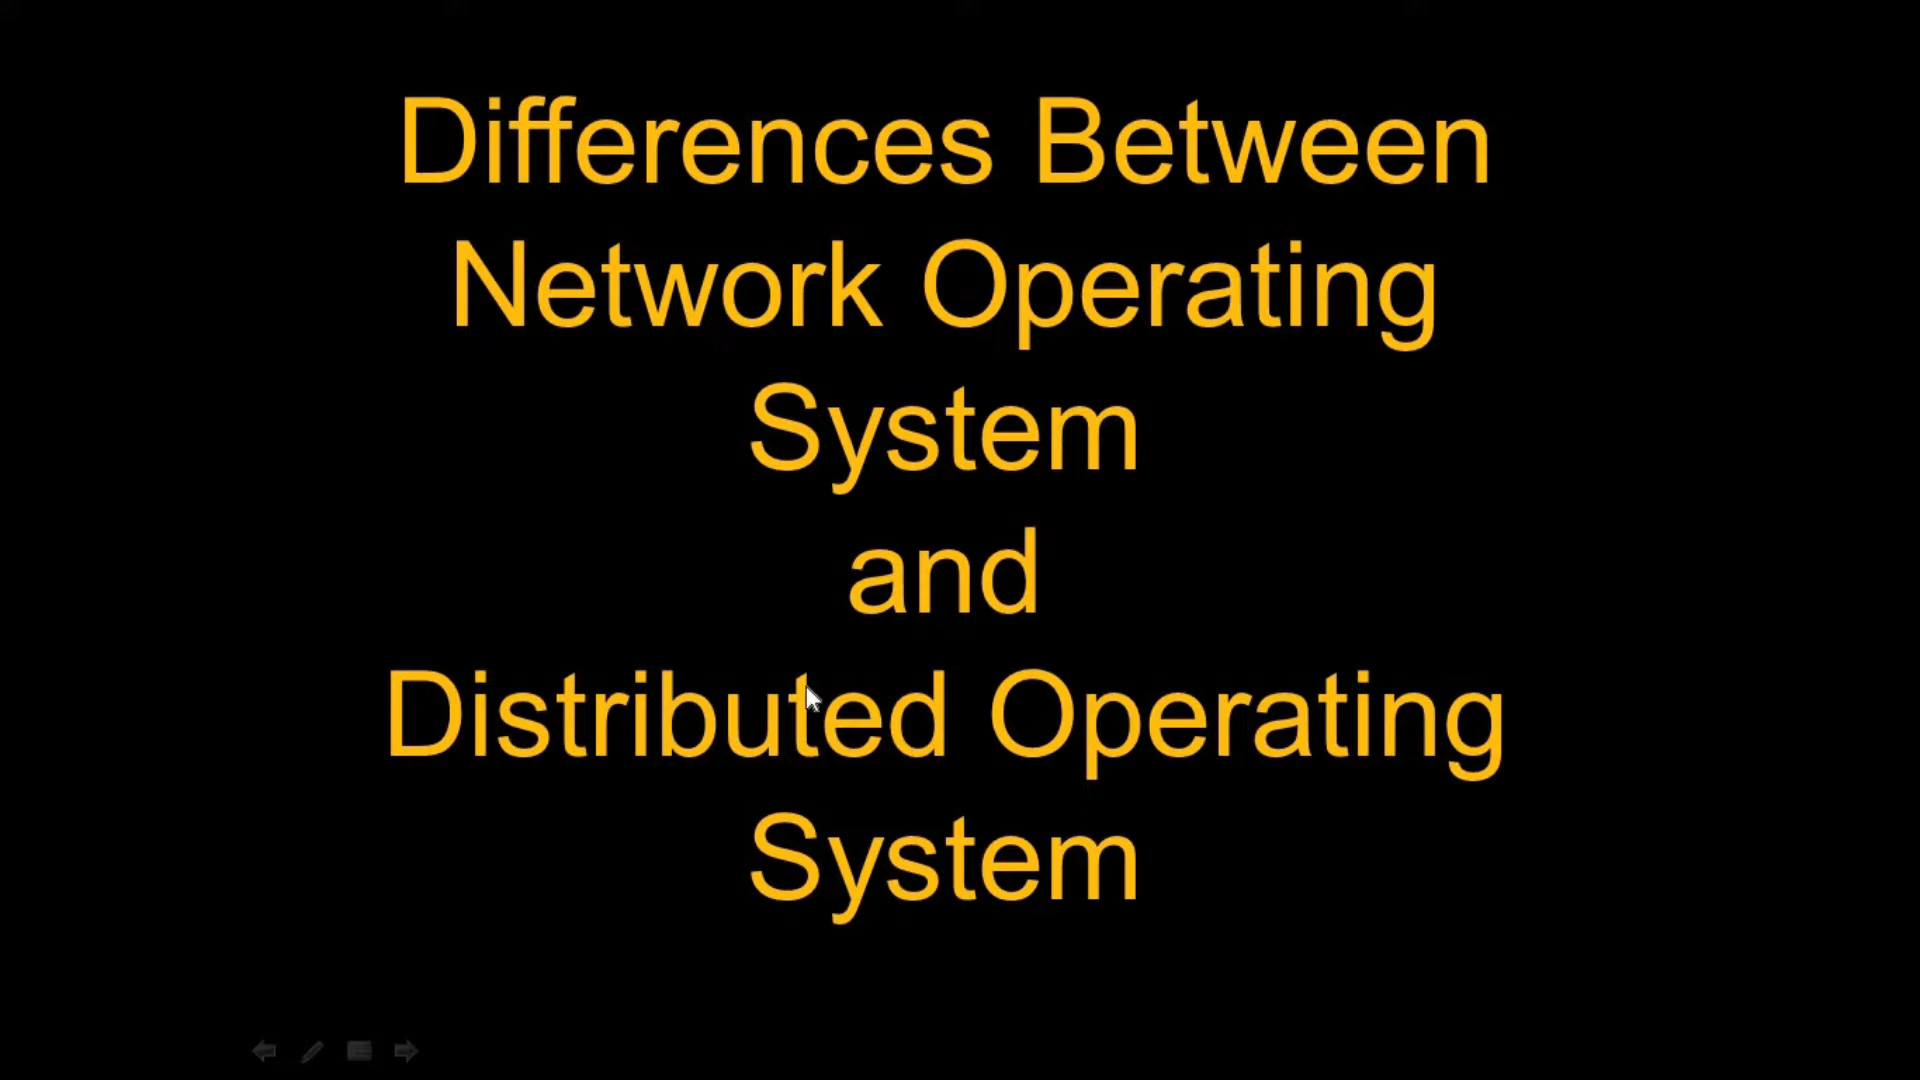 Differences Between
Network Operating
System
and
Distributed Operating
System